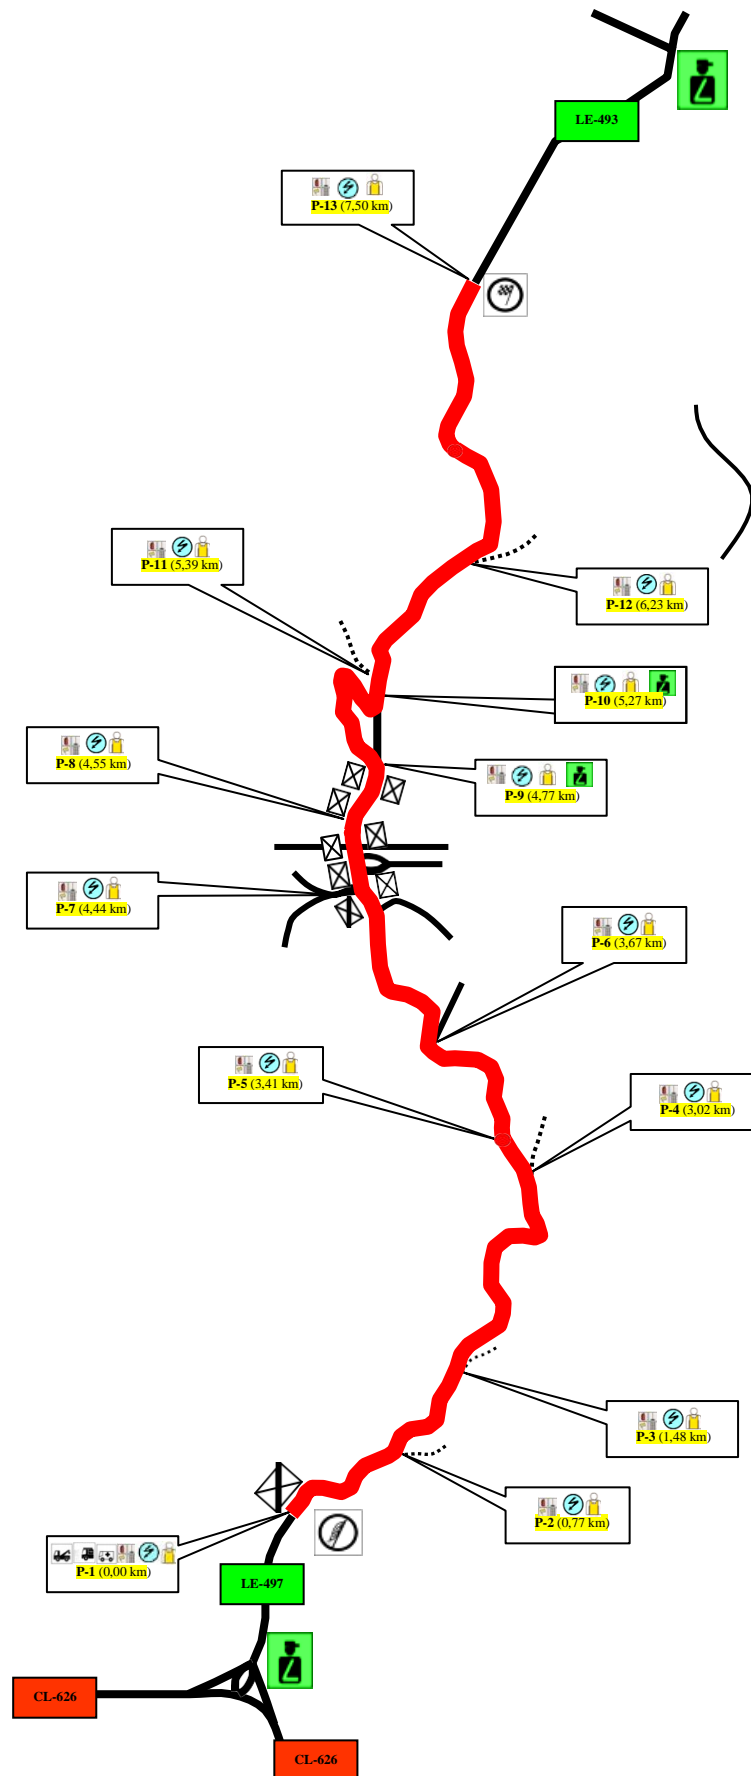 LE-493
P-13 (7,50 km)
P-11 (5,39 km)
P-12 (6,23 km)
P-10 (5,27 km)
P-8 (4,55 km)
P-9 (4,77 km)
P-7 (4,44 km)
P-6 (3,67 km)
P-5 (3,41 km)
P-4 (3,02 km)
P-3 (1,48 km)
P-2 (0,77 km)
P-1 (0,00 km)
LE-497
CL-626
CL-626